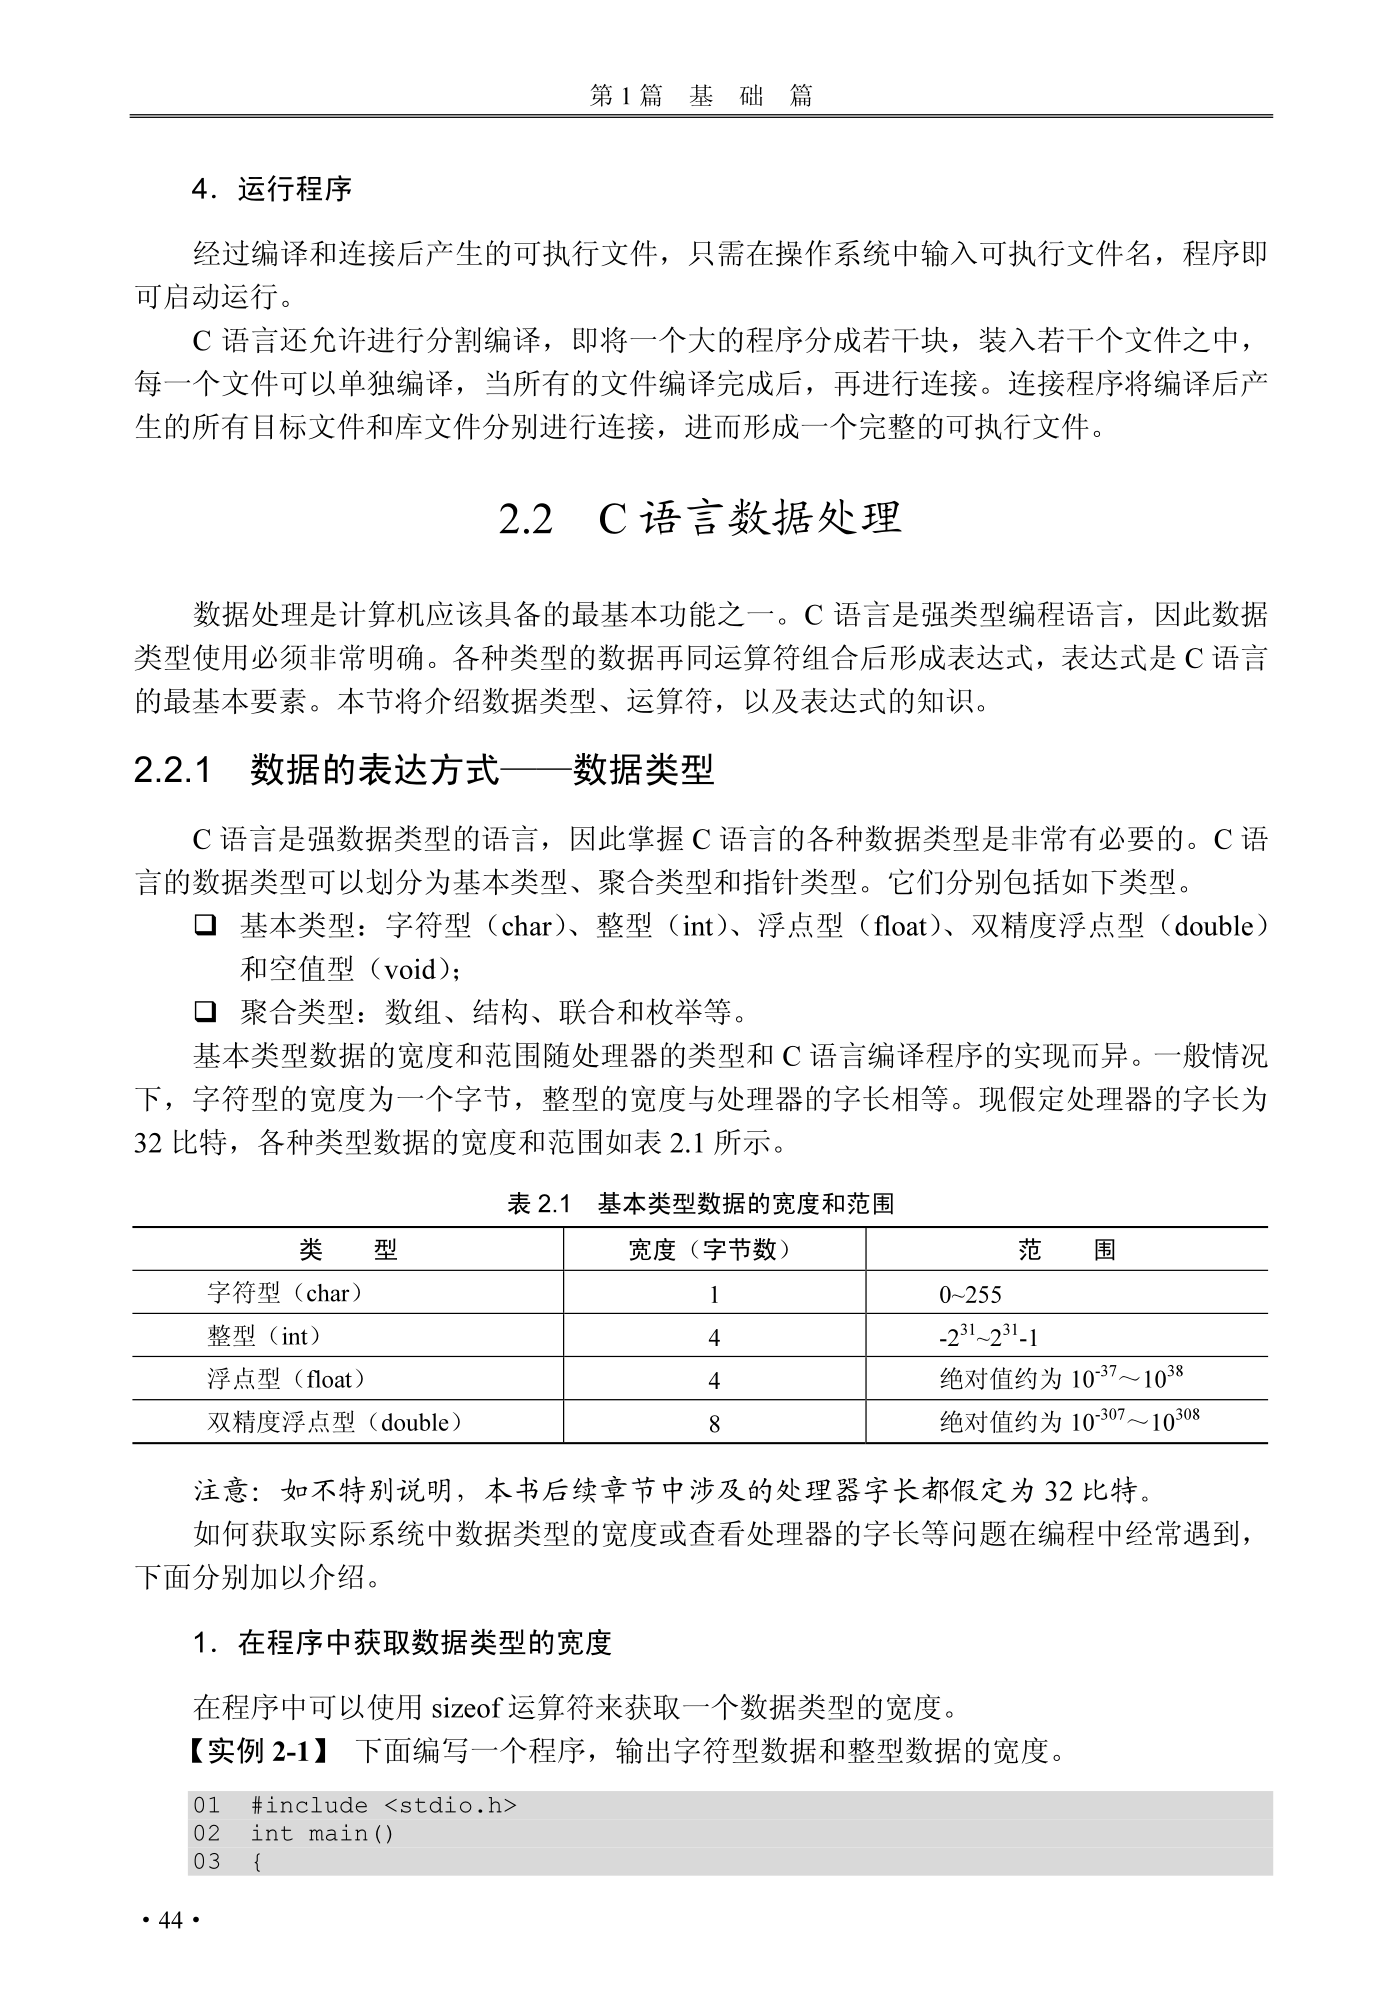 第 1 篇　基　础　篇
4．运行程序
经过编译和连接后产生的可执行文件，只需在操作系统中输入可执行文件名，程序即
可启动运行。
C 语言还允许进行分割编译，即将一个大的程序分成若干块，装入若干个文件之中，
每一个文件可以单独编译，当所有的文件编译完成后，再进行连接。连接程序将编译后产
生的所有目标文件和库文件分别进行连接，进而形成一个完整的可执行文件。
2.2　C 语言数据处理
数据处理是计算机应该具备的最基本功能之一。C 语言是强类型编程语言，因此数据
类型使用必须非常明确。各种类型的数据再同运算符组合后形成表达式，表达式是 C 语言
的最基本要素。本节将介绍数据类型、运算符，以及表达式的知识。
2.2.1　数据的表达方式——数据类型
C 语言是强数据类型的语言，因此掌握 C 语言的各种数据类型是非常有必要的。C 语
言的数据类型可以划分为基本类型、聚合类型和指针类型。它们分别包括如下类型。
❑ 基本类型：字符型（char）、整型（int）、浮点型（float）、双精度浮点型（double）
和空值型（void）；
❑ 聚合类型：数组、结构、联合和枚举等。
基本类型数据的宽度和范围随处理器的类型和 C 语言编译程序的实现而异。一般情况
下，字符型的宽度为一个字节，整型的宽度与处理器的字长相等。现假定处理器的字长为
32 比特，各种类型数据的宽度和范围如表 2.1 所示。
表 2.1　基本类型数据的宽度和范围
类　型　宽度（字节数）　范　围
字符型（char）　1　0~255
整型（int）　4　-2^31~2^31-1
浮点型（float）　4　绝对值约为 10^-37～10^38
双精度浮点型（double）　8　绝对值约为 10^-307～10^308
注意：如不特别说明，本书后续章节中涉及的处理器字长都假定为 32 比特。
如何获取实际系统中数据类型的宽度或查看处理器的字长等问题在编程中经常遇到，
下面分别加以介绍。
1．在程序中获取数据类型的宽度
在程序中可以使用 sizeof 运算符来获取一个数据类型的宽度。
【实例 2-1】 下面编写一个程序，输出字符型数据和整型数据的宽度。
01 #include <stdio.h>
02 int main()
03 {
·44·